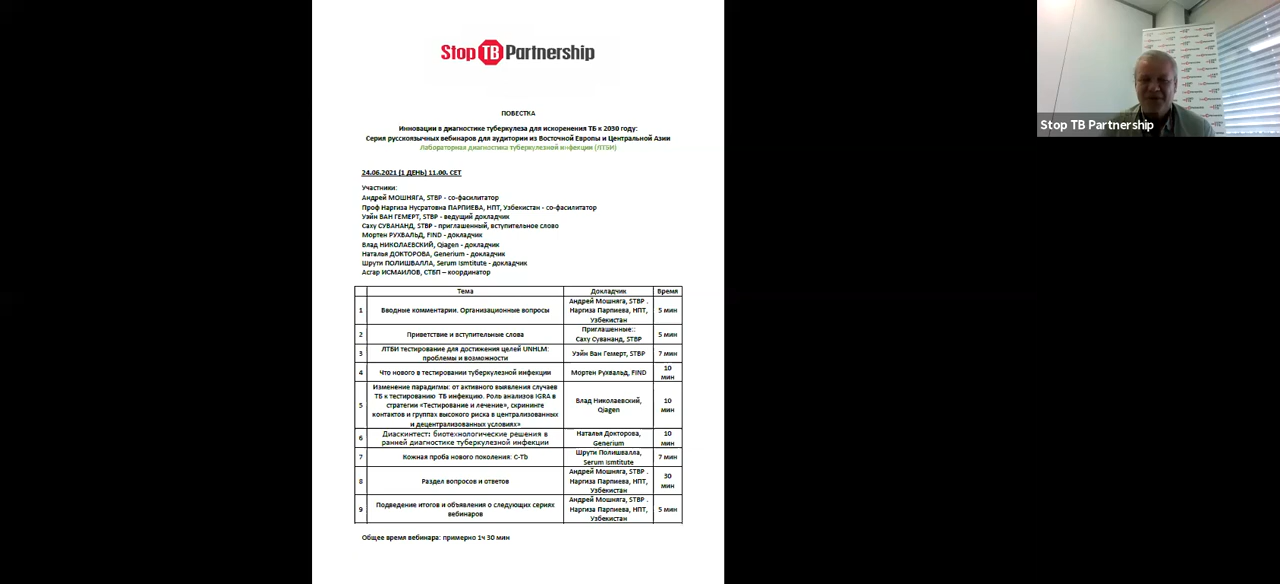 Stop TB Partnership
ПОВЕСТКА
Инновации в диагностике туберкулеза для искоренения ТБ к 2030 году:
Серия русскоязычных вебинаров для аудитории из Восточной Европы и Центральной Азии
Лабораторная диагностика туберкулезной инфекции (ЛТБИ)
24.06.2021 (1 ДЕНЬ) 11.00. CET
Участники:
Андрей МОШНЯГА, STBP - со-фасилитатор
Проф Наргиза Нусратовна ПАРПИЕВА, НПТ, Узбекистан - со-фасилитатор
Уэйн ВАН ГЕМЕРТ, STBP - ведущий докладчик
Саху СУВАНАНД, STBP - приглашенный, вступительное слово
Мортен РУХВАЛЬД, FIND - докладчик
Влад НИКОЛАЕВСКИЙ, Qiagen - докладчик
Наталья ДОКТОРОВА, Generium - докладчик
Шрути ПОЛИШВАЛЛА, Serum Ismtitute - докладчик
Асгар ИСМАИЛОВ, СТБП – координатор
Тема Докладчик Время
1 Вводные комментарии. Организационные вопросы Андрей Мошняга, STBP . Наргиза Парпиева, НПТ, Узбекистан 5 мин
2 Приветствие и вступительные слова Приглашенные:: Саху Сувананд, STBP 5 мин
3 ЛТБИ тестирование для достижения целей UNHLM: проблемы и возможности Уэйн Ван Гемерт, STBP 7 мин
4 Что нового в тестировании туберкулезной инфекции Мортен Рухвальд, FIND 10 мин
5 Изменение парадигмы: от активного выявления случаев ТБ к тестированию ТБ инфекцию. Роль анализов IGRA в стратегии «Тестирование и лечение», скрининге контактов и группах высокого риска в централизованных и децентрализованных условиях» Влад Николаевский, Qiagen 10 мин
6 Диаскинтест: биотехнологические решения в ранней диагностике туберкулезной инфекции Наталья Докторова, Generium 10 мин
7 Кожная проба нового поколения: C-Tb Шрути Полишвалла, Serum Ismtitute 7 мин
8 Раздел вопросов и ответов Андрей Мошняга, STBP . Наргиза Парпиева, НПТ, Узбекистан 30 мин
9 Подведение итогов и объявления о следующих сериях вебинаров Андрей Мошняга, STBP . Наргиза Парпиева, НПТ, Узбекистан 5 мин
Общее время вебинара: примерно 1ч 30 мин
Stop TB Partnership